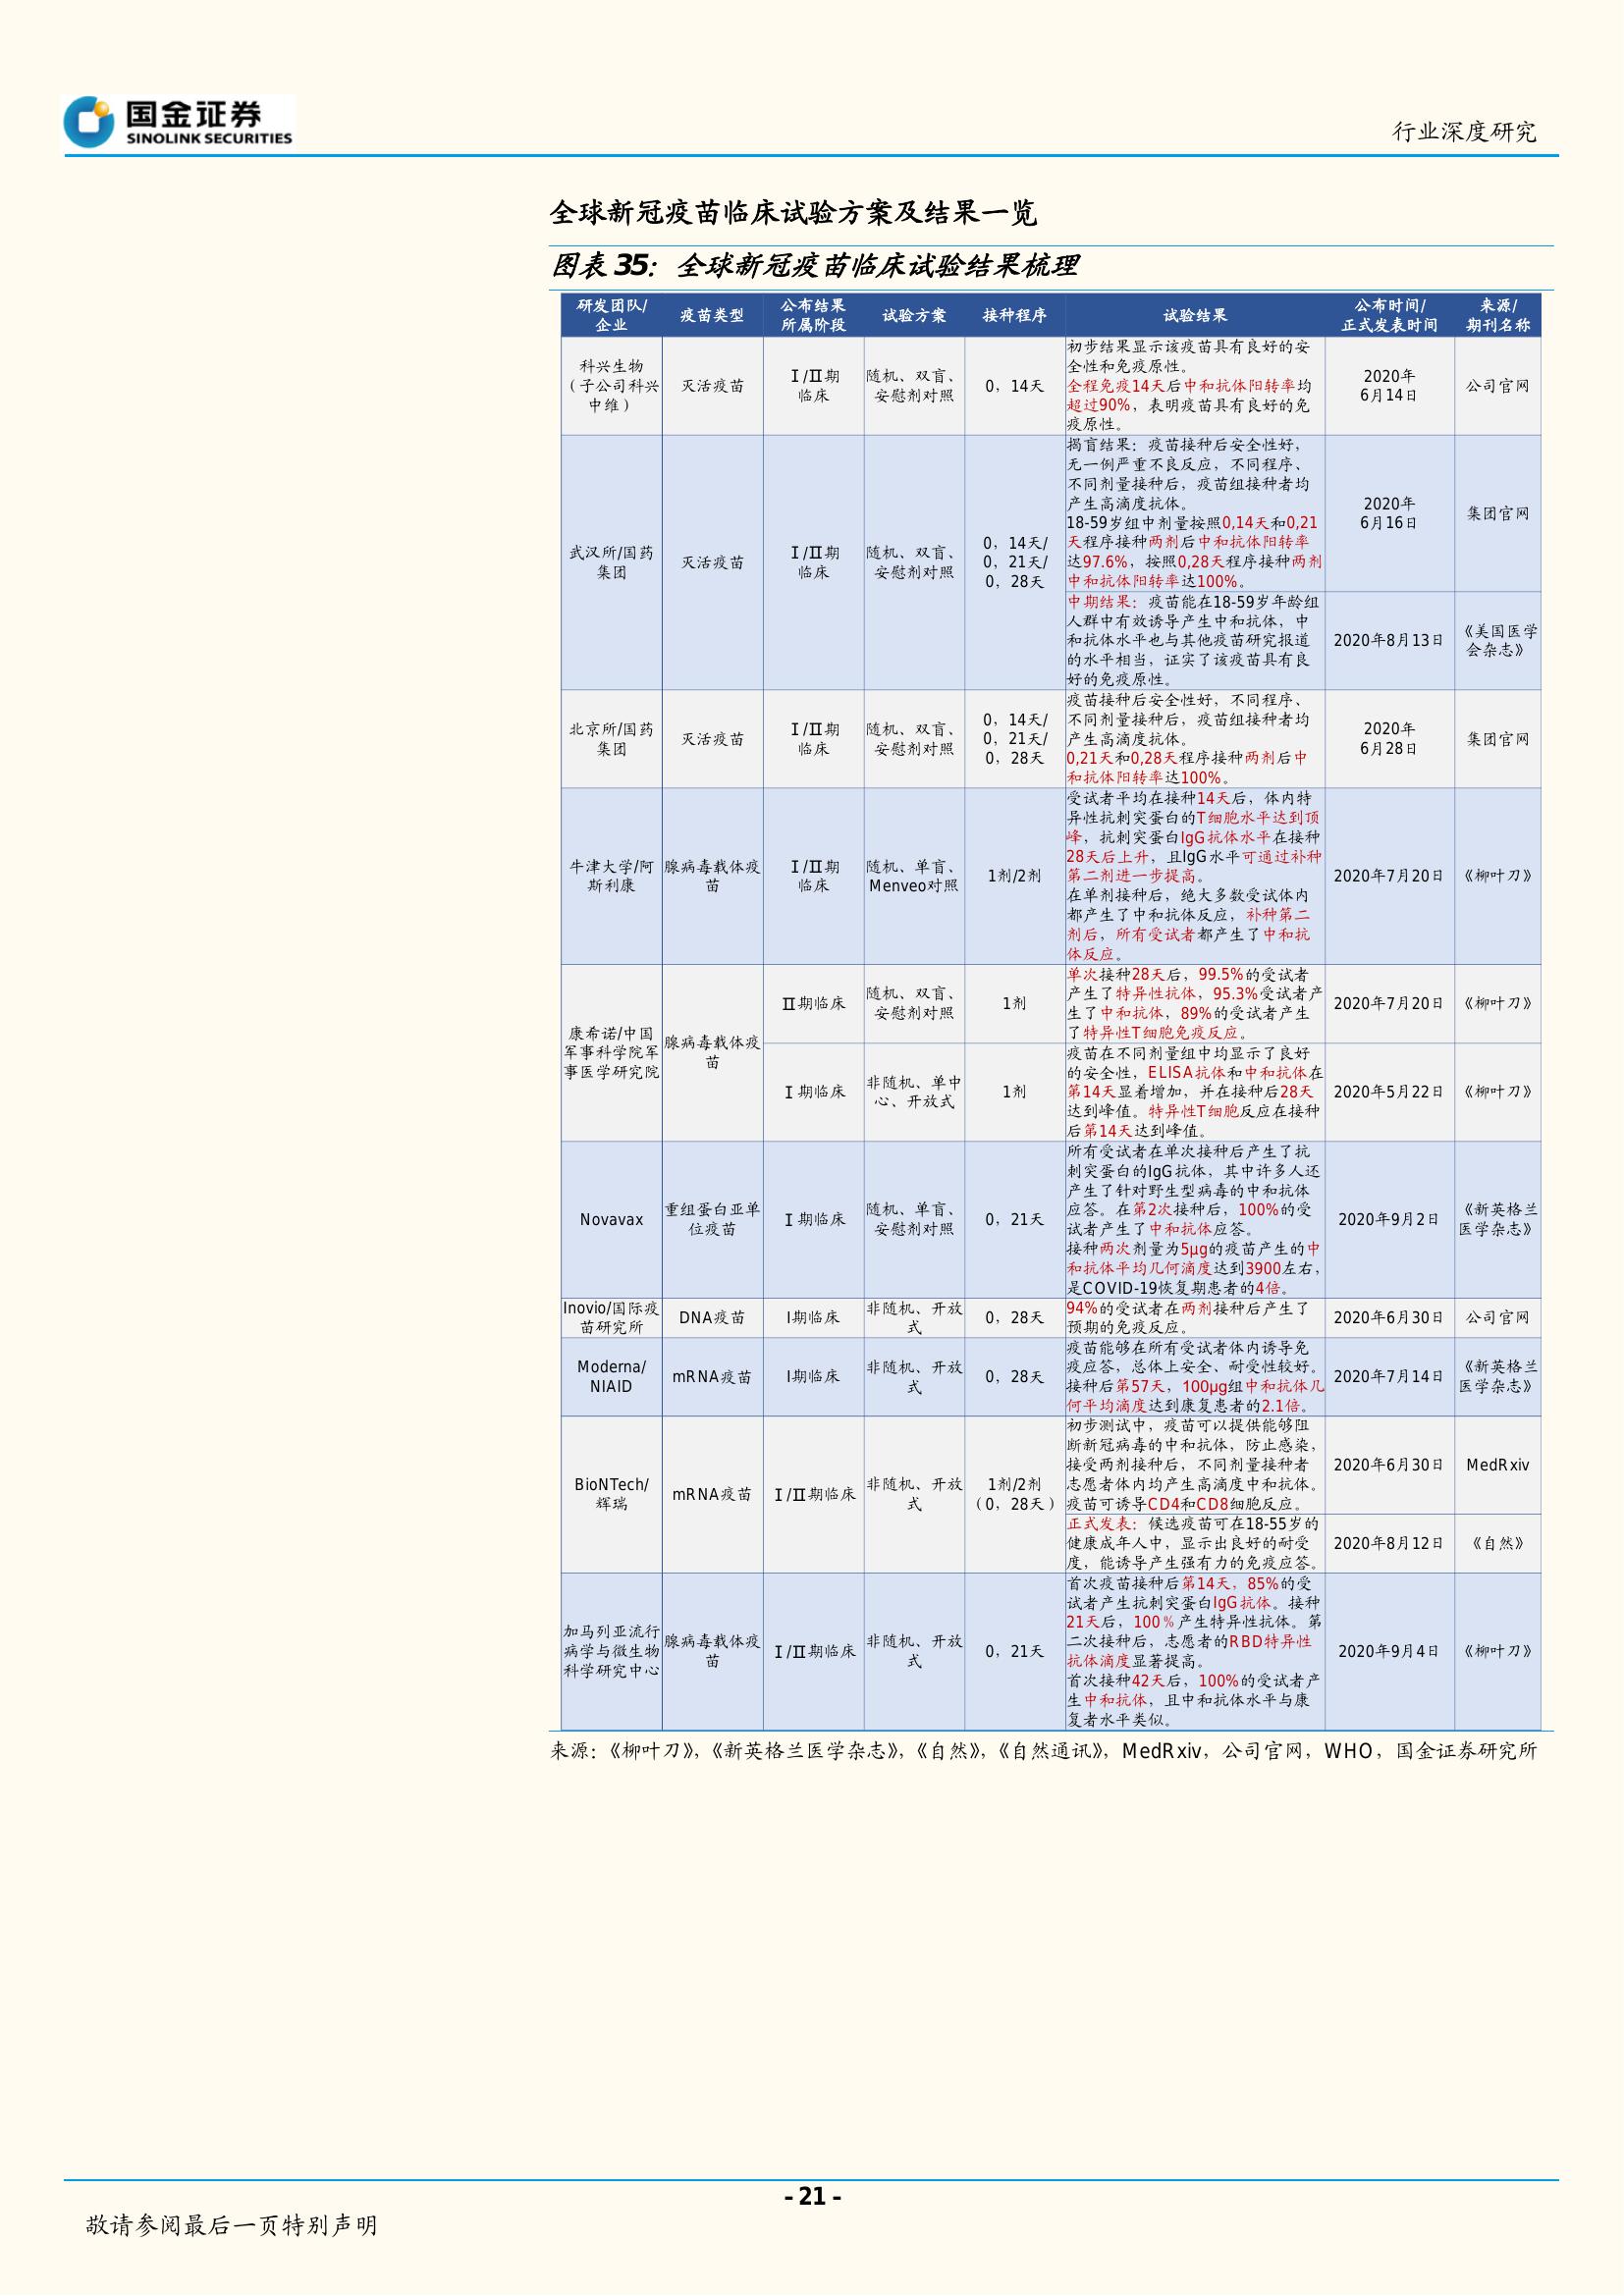 国金证券
SINOLINK SECURITIES
行业深度研究
全球新冠疫苗临床试验方案及结果一览
图表 35：全球新冠疫苗临床试验结果梳理
研发团队/
企业
疫苗类型
公布结果
所属阶段
试验方案
接种程序
试验结果
公布时间/
正式发表时间
来源/
期刊名称
科兴生物
（子公司科兴
中维）
灭活疫苗
Ⅰ/Ⅱ期
临床
随机、双盲、
安慰剂对照
0，14天
初步结果显示该疫苗具有良好的安
全性和免疫原性。
全程免疫14天后中和抗体阳转率均
超过90%，表明疫苗具有良好的免
疫原性。
2020年
6月14日
公司官网
武汉所/国药
集团
灭活疫苗
Ⅰ/Ⅱ期
临床
随机、双盲、
安慰剂对照
0，14天/
0，21天/
0，28天
揭盲结果：疫苗接种后安全性好，
无一例严重不良反应，不同程序、
不同剂量接种后，疫苗组接种者均
产生高滴度抗体。
18-59岁组中剂量按照0,14天和0,21
天程序接种两剂后中和抗体阳转率
达97.6%，按照0,28天程序接种两剂
中和抗体阳转率达100%。
2020年
6月16日
集团官网
中期结果：疫苗能在18-59岁年龄组
人群中有效诱导产生中和抗体，中
和抗体水平也与其他疫苗研究报道
的水平相当，证实了该疫苗具有良
好的免疫原性。
2020年8月13日
《美国医学
会杂志》
北京所/国药
集团
灭活疫苗
Ⅰ/Ⅱ期
临床
随机、双盲、
安慰剂对照
0，14天/
0，21天/
0，28天
疫苗接种后安全性好，不同程序、
不同剂量接种后，疫苗组接种者均
产生高滴度抗体。
0,21天和0,28天程序接种两剂后中
和抗体阳转率达100%。
2020年
6月28日
集团官网
牛津大学/阿
斯利康
腺病毒载体疫
苗
Ⅰ/Ⅱ期
临床
随机、单盲、
Menveo对照
1剂/2剂
受试者平均在接种14天后，体内特
异性抗刺突蛋白的T细胞水平达到顶
峰，抗刺突蛋白IgG抗体水平在接种
28天后上升，且IgG水平可通过补种
第二剂进一步提高。
在单剂接种后，绝大多数受试体内
都产生了中和抗体反应，补种第二
剂后，所有受试者都产生了中和抗
体反应。
2020年7月20日
《柳叶刀》
康希诺/中国
军事科学院军
事医学研究院
腺病毒载体疫
苗
Ⅱ期临床
随机、双盲、
安慰剂对照
1剂
单次接种28天后，99.5%的受试者
产生了特异性抗体，95.3%受试者产
生了中和抗体，89%的受试者产生
了特异性T细胞免疫反应。
2020年7月20日
《柳叶刀》
Ⅰ期临床
非随机、单中
心、开放式
1剂
疫苗在不同剂量组中均显示了良好
的安全性，ELISA抗体和中和抗体在
第14天显着增加，并在接种后28天
达到峰值。特异性T细胞反应在接种
后第14天达到峰值。
2020年5月22日
《柳叶刀》
Novavax
重组蛋白亚单
位疫苗
Ⅰ期临床
随机、单盲、
安慰剂对照
0，21天
所有受试者在单次接种后产生了抗
刺突蛋白的IgG抗体，其中许多人还
产生了针对野生型病毒的中和抗体
应答。在第2次接种后，100%的受
试者产生了中和抗体应答。
接种两次剂量为5μg的疫苗产生的中
和抗体平均几何滴度达到3900左右，
是COVID-19恢复期患者的4倍。
2020年9月2日
《新英格兰
医学杂志》
Inovio/国际疫
苗研究所
DNA疫苗
I期临床
非随机、开放
式
0，28天
94%的受试者在两剂接种后产生了
预期的免疫反应。
2020年6月30日
公司官网
Moderna/
NIAID
mRNA疫苗
I期临床
非随机、开放
式
0，28天
疫苗能够在所有受试者体内诱导免
疫应答，总体上安全、耐受性较好。
接种后第57天，100μg组中和抗体几
何平均滴度达到康复患者的2.1倍。
2020年7月14日
《新英格兰
医学杂志》
BioNTech/
辉瑞
mRNA疫苗
Ⅰ/Ⅱ期临床
非随机、开放
式
1剂/2剂
（0，28天）
初步测试中，疫苗可以提供能够阻
断新冠病毒的中和抗体，防止感染，
接受两剂接种后，不同剂量接种者
志愿者体内均产生高滴度中和抗体。
疫苗可诱导CD4和CD8细胞反应。
2020年6月30日
MedRxiv
正式发表：候选疫苗可在18-55岁的
健康成年人中，显示出良好的耐受
度，能诱导产生强有力的免疫应答。
2020年8月12日
《自然》
加马列亚流行
病学与微生物
科学研究中心
腺病毒载体疫
苗
Ⅰ/Ⅱ期临床
非随机、开放
式
0，21天
首次疫苗接种后第14天，85%的受
试者产生抗刺突蛋白IgG抗体。接种
21天后，100％产生特异性抗体。第
二次接种后，志愿者的RBD特异性
抗体滴度显著提高。
首次接种42天后，100%的受试者产
生中和抗体，且中和抗体水平与康
复者水平类似。
2020年9月4日
《柳叶刀》
来源：《柳叶刀》，《新英格兰医学杂志》，《自然》，《自然通讯》，MedRxiv，公司官网，WHO，国金证券研究所
- 21 -
敬请参阅最后一页特别声明